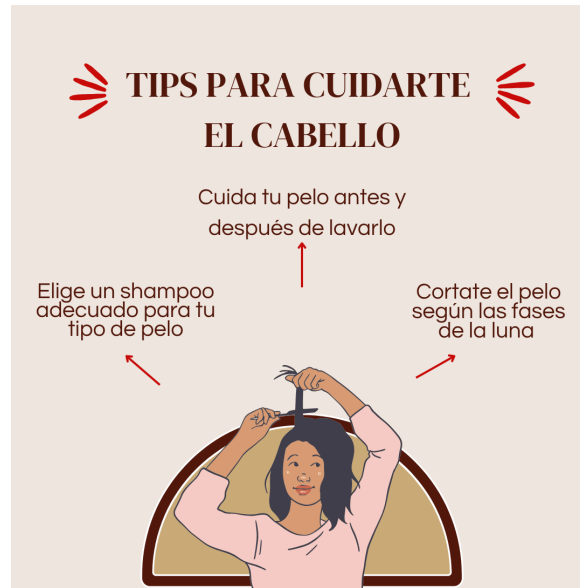 TIPS PARA CUIDARTE
EL CABELLO
Cuida tu pelo antes y
después de lavarlo
Elige un shampoo
adecuado para tu
tipo de pelo
Cortate el pelo
según las fases
de la luna